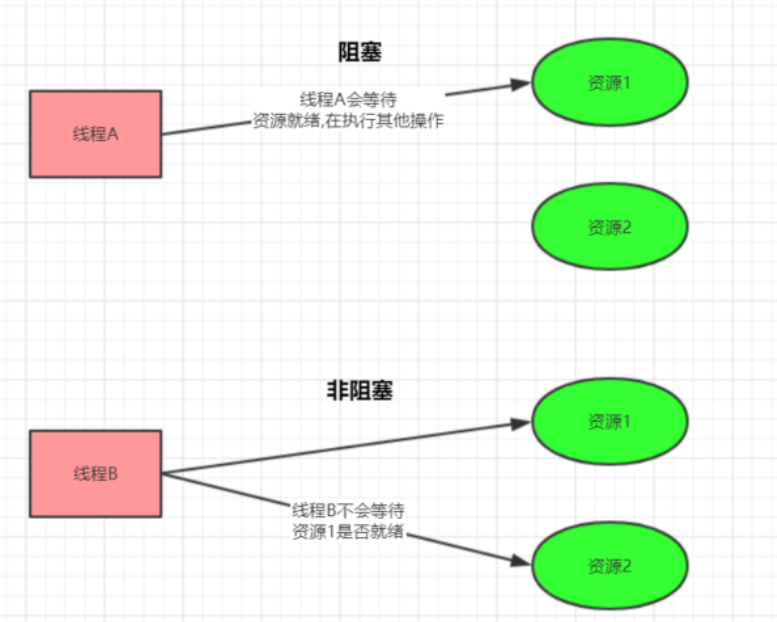 阻塞
资源1
线程A会等待
线程A
资源就绪,在执行其他操作
资源2
非阻塞
资源1
线程B
线程B不会等待
资源1是否就绪
资源2